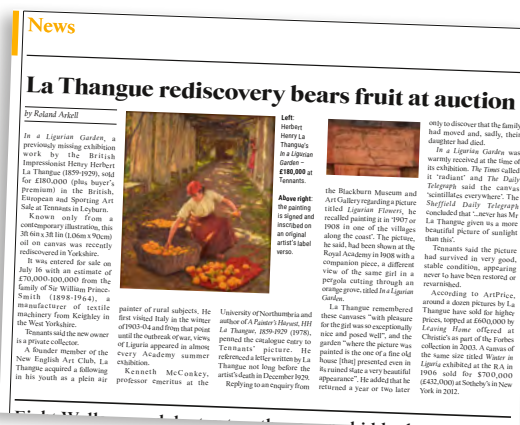 News
La Thangue rediscovery bears fruit at auction
by Roland Arkell
In a Ligurian Garden, a
previously missing exhibition
work by the British
Impressionist Henry Herbert
La Thangue (1859-1929), sold
for £180,000 (plus buyer's
premium) in the British,
European and Sporting Art
Sale at Tennants in Leyburn.
Known only from a
contemporary illustration, this
3ft 6in x 3ft 1in (1.06m x 90cm)
oil on canvas was recently
rediscovered in Yorkshire.
It was entered for sale on
July 16 with an estimate of
£70,000-100,000 from the
family of Sir William Prince-
Smith (1898-1964), a
manufacturer of textile
machinery from Keighley in
the West Yorkshire.
Tennants said the new owner
is a private collector.
A founder member of the
New English Art Club, La
Thangue acquired a following
in his youth as a plein air
painter of rural subjects. He
first visited Italy in the winter
of 1903-04 and from that point
until the outbreak of war, views
of Liguria appeared in almost
every Academy summer
exhibition.
Kenneth McConkey,
professor emeritus at the
Left:
Herbert
Henry La
Thangue's
In a Ligurian
Garden –
£180,000 at
Tennants.
Above right:
the painting
is signed and
inscribed on
an original
artist's label
verso.
University of Northumbria and
author of A Painter's Harvest, HH
La Thangue, 1859-1929 (1978),
penned the catalogue entry to
Tennants' picture. He
referenced a letter written by La
Thangue not long before the
artist's death in December 1929.
Replying to an enquiry from
the Blackburn Museum and
Art Gallery regarding a picture
titled Ligurian Flowers, he
recalled painting it in '1907 or
1908 in one of the villages
along the coast'. The picture,
he said, had been shown at the
Royal Academy in 1908 with a
companion piece, a different
view of the same girl in a
pergola cutting through an
orange grove, titled In a Ligurian
Garden.
La Thangue remembered
these canvases "with pleasure
for the girl was so exceptionally
nice and posed well", and the
garden "where the picture was
painted is the one of a fine old
house [that] presented even in
its ruined state a very beautiful
appearance". He added that he
returned a year or two later
only to discover that the family
had moved and, sadly, their
daughter had died.
In a Ligurian Garden was
warmly received at the time of
its exhibition. The Times called
it 'radiant' and The Daily
Telegraph said the canvas
'scintillates everywhere'. The
Sheffield Daily Telegraph
concluded that '...never has Mr
La Thangue given us a more
beautiful picture of sunlight
than this'.
Tennants said the picture
had survived in very good,
stable condition, appearing
never to have been restored or
revarnished.
According to ArtPrice,
around a dozen pictures by La
Thangue have sold for higher
prices, topped at £600,000 by
Leaving Home offered at
Christie's as part of the Forbes
collection in 2003. A canvas of
the same size titled Winter in
Liguria exhibited at the RA in
1906 sold for $700,000
(£432,000) at Sotheby's in New
York in 2012.